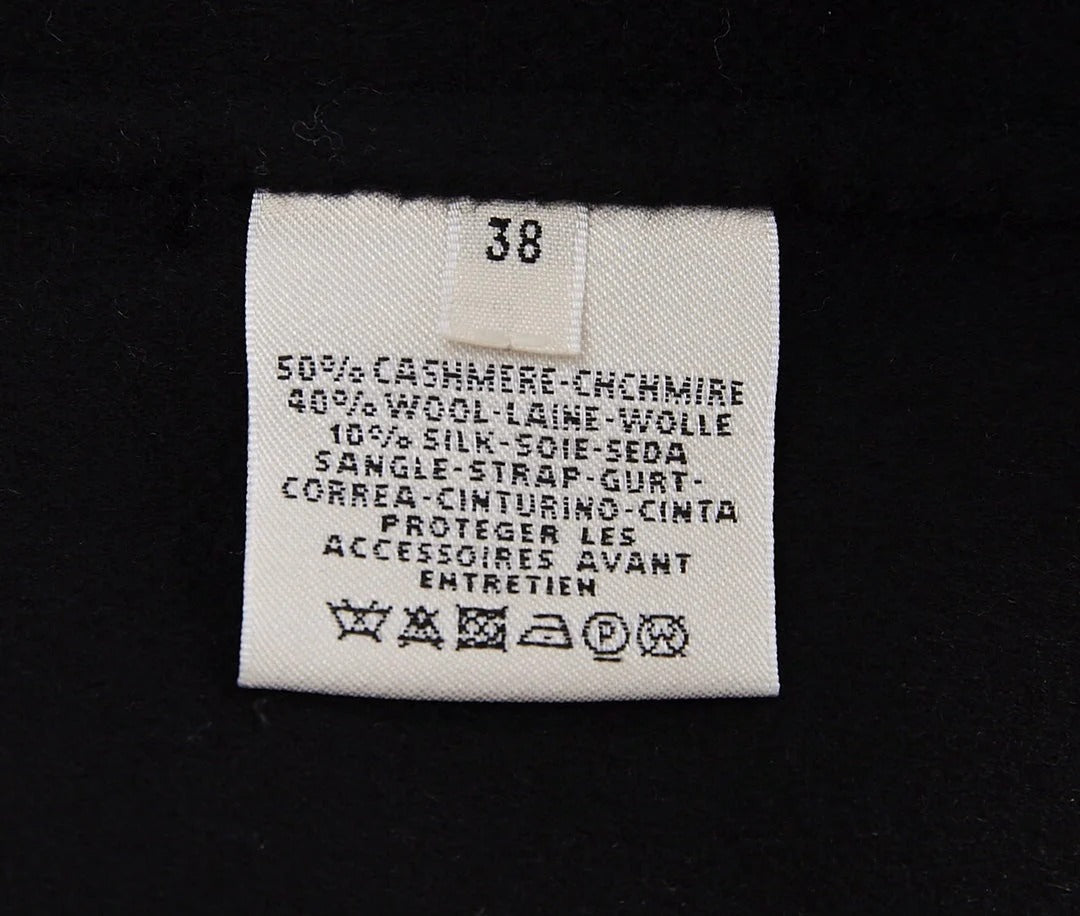 38
50% CASHMERE-CHCHMIRE
40% WOOL-LAINE-WOLLE
10% SILK-SOIE-SEDA
SANGLE-STRAP-GURT-
CORREA-CINTURINO-CINTA
PROTEGER LES
ACCESSOIRES AVANT
ENTRETIEN
P W